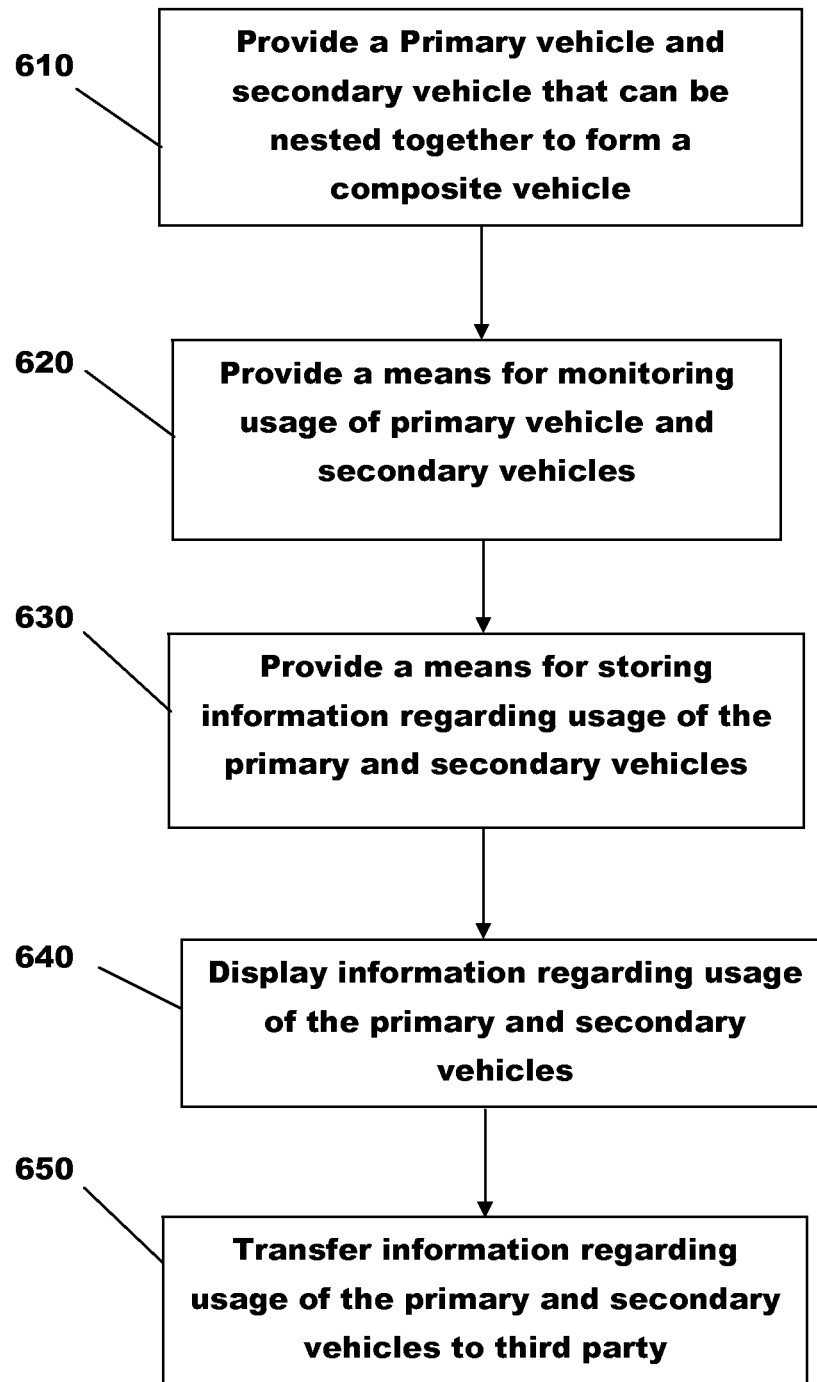 610
Provide a Primary vehicle and
secondary vehicle that can be
nested together to form a
composite vehicle
620
Provide a means for monitoring
usage of primary vehicle and
secondary vehicles
630
Provide a means for storing
information regarding usage of the
primary and secondary vehicles
640
Display information regarding usage
of the primary and secondary
vehicles
650
Transfer information regarding
usage of the primary and secondary
vehicles to third party